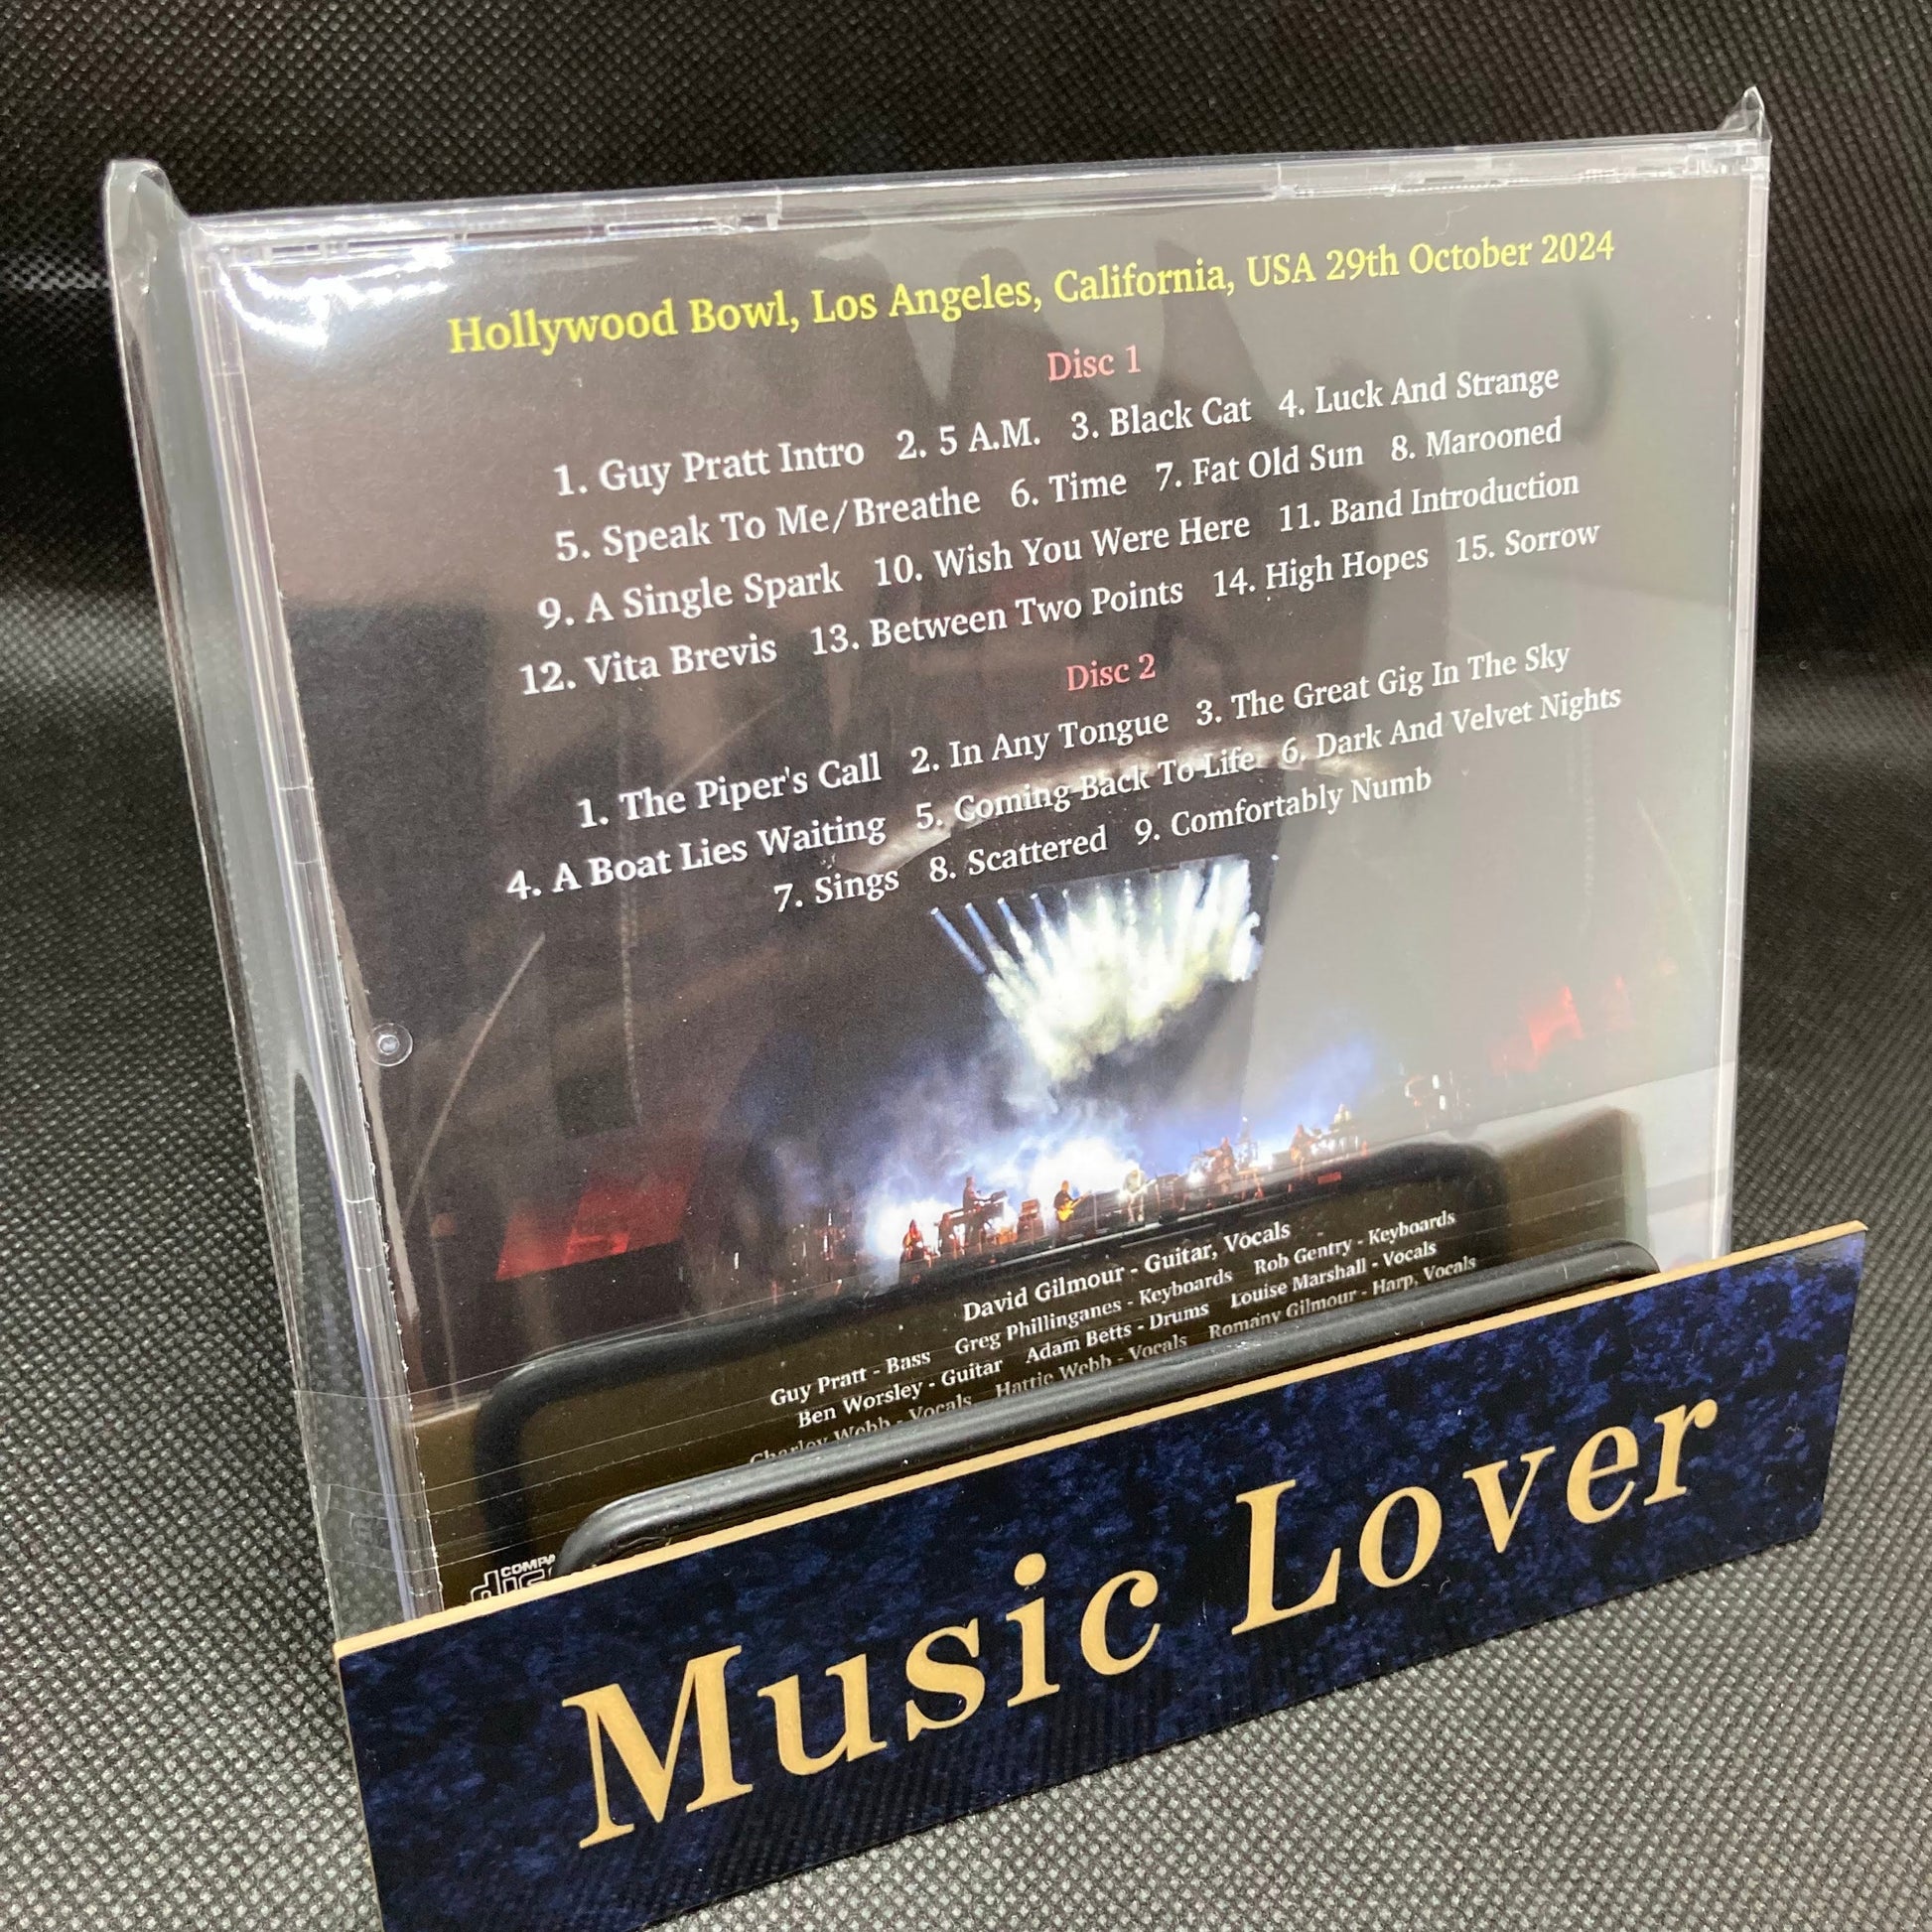 Hollywood Bowl, Los Angeles, California, USA 29th October 2024
Disc 1
1. Guy Pratt Intro 2. 5 A.M. 3. Black Cat 4. Luck And Strange
5. Speak To Me/Breathe 6. Time 7. Fat Old Sun 8. Marooned
9. A Single Spark 10. Wish You Were Here 11. Band Introduction
12. Vita Brevis 13. Between Two Points 14. High Hopes 15. Sorrow
Disc 2
1. The Piper's Call 2. In Any Tongue 3. The Great Gig In The Sky
4. A Boat Lies Waiting 5. Coming Back To Life 6. Dark And Velvet Nights
7. Sings 8. Scattered 9. Comfortably Numb
David Gilmour - Guitar, Vocals
Guy Pratt - Bass Greg Phillinganes - Keyboards Rob Gentry - Keyboards
Ben Worsley - Guitar Adam Betts - Drums Louise Marshall - Vocals
Charley Webb - Vocals Hattie Webb - Vocals Romany Gilmour - Harp, Vocals
Music Lover